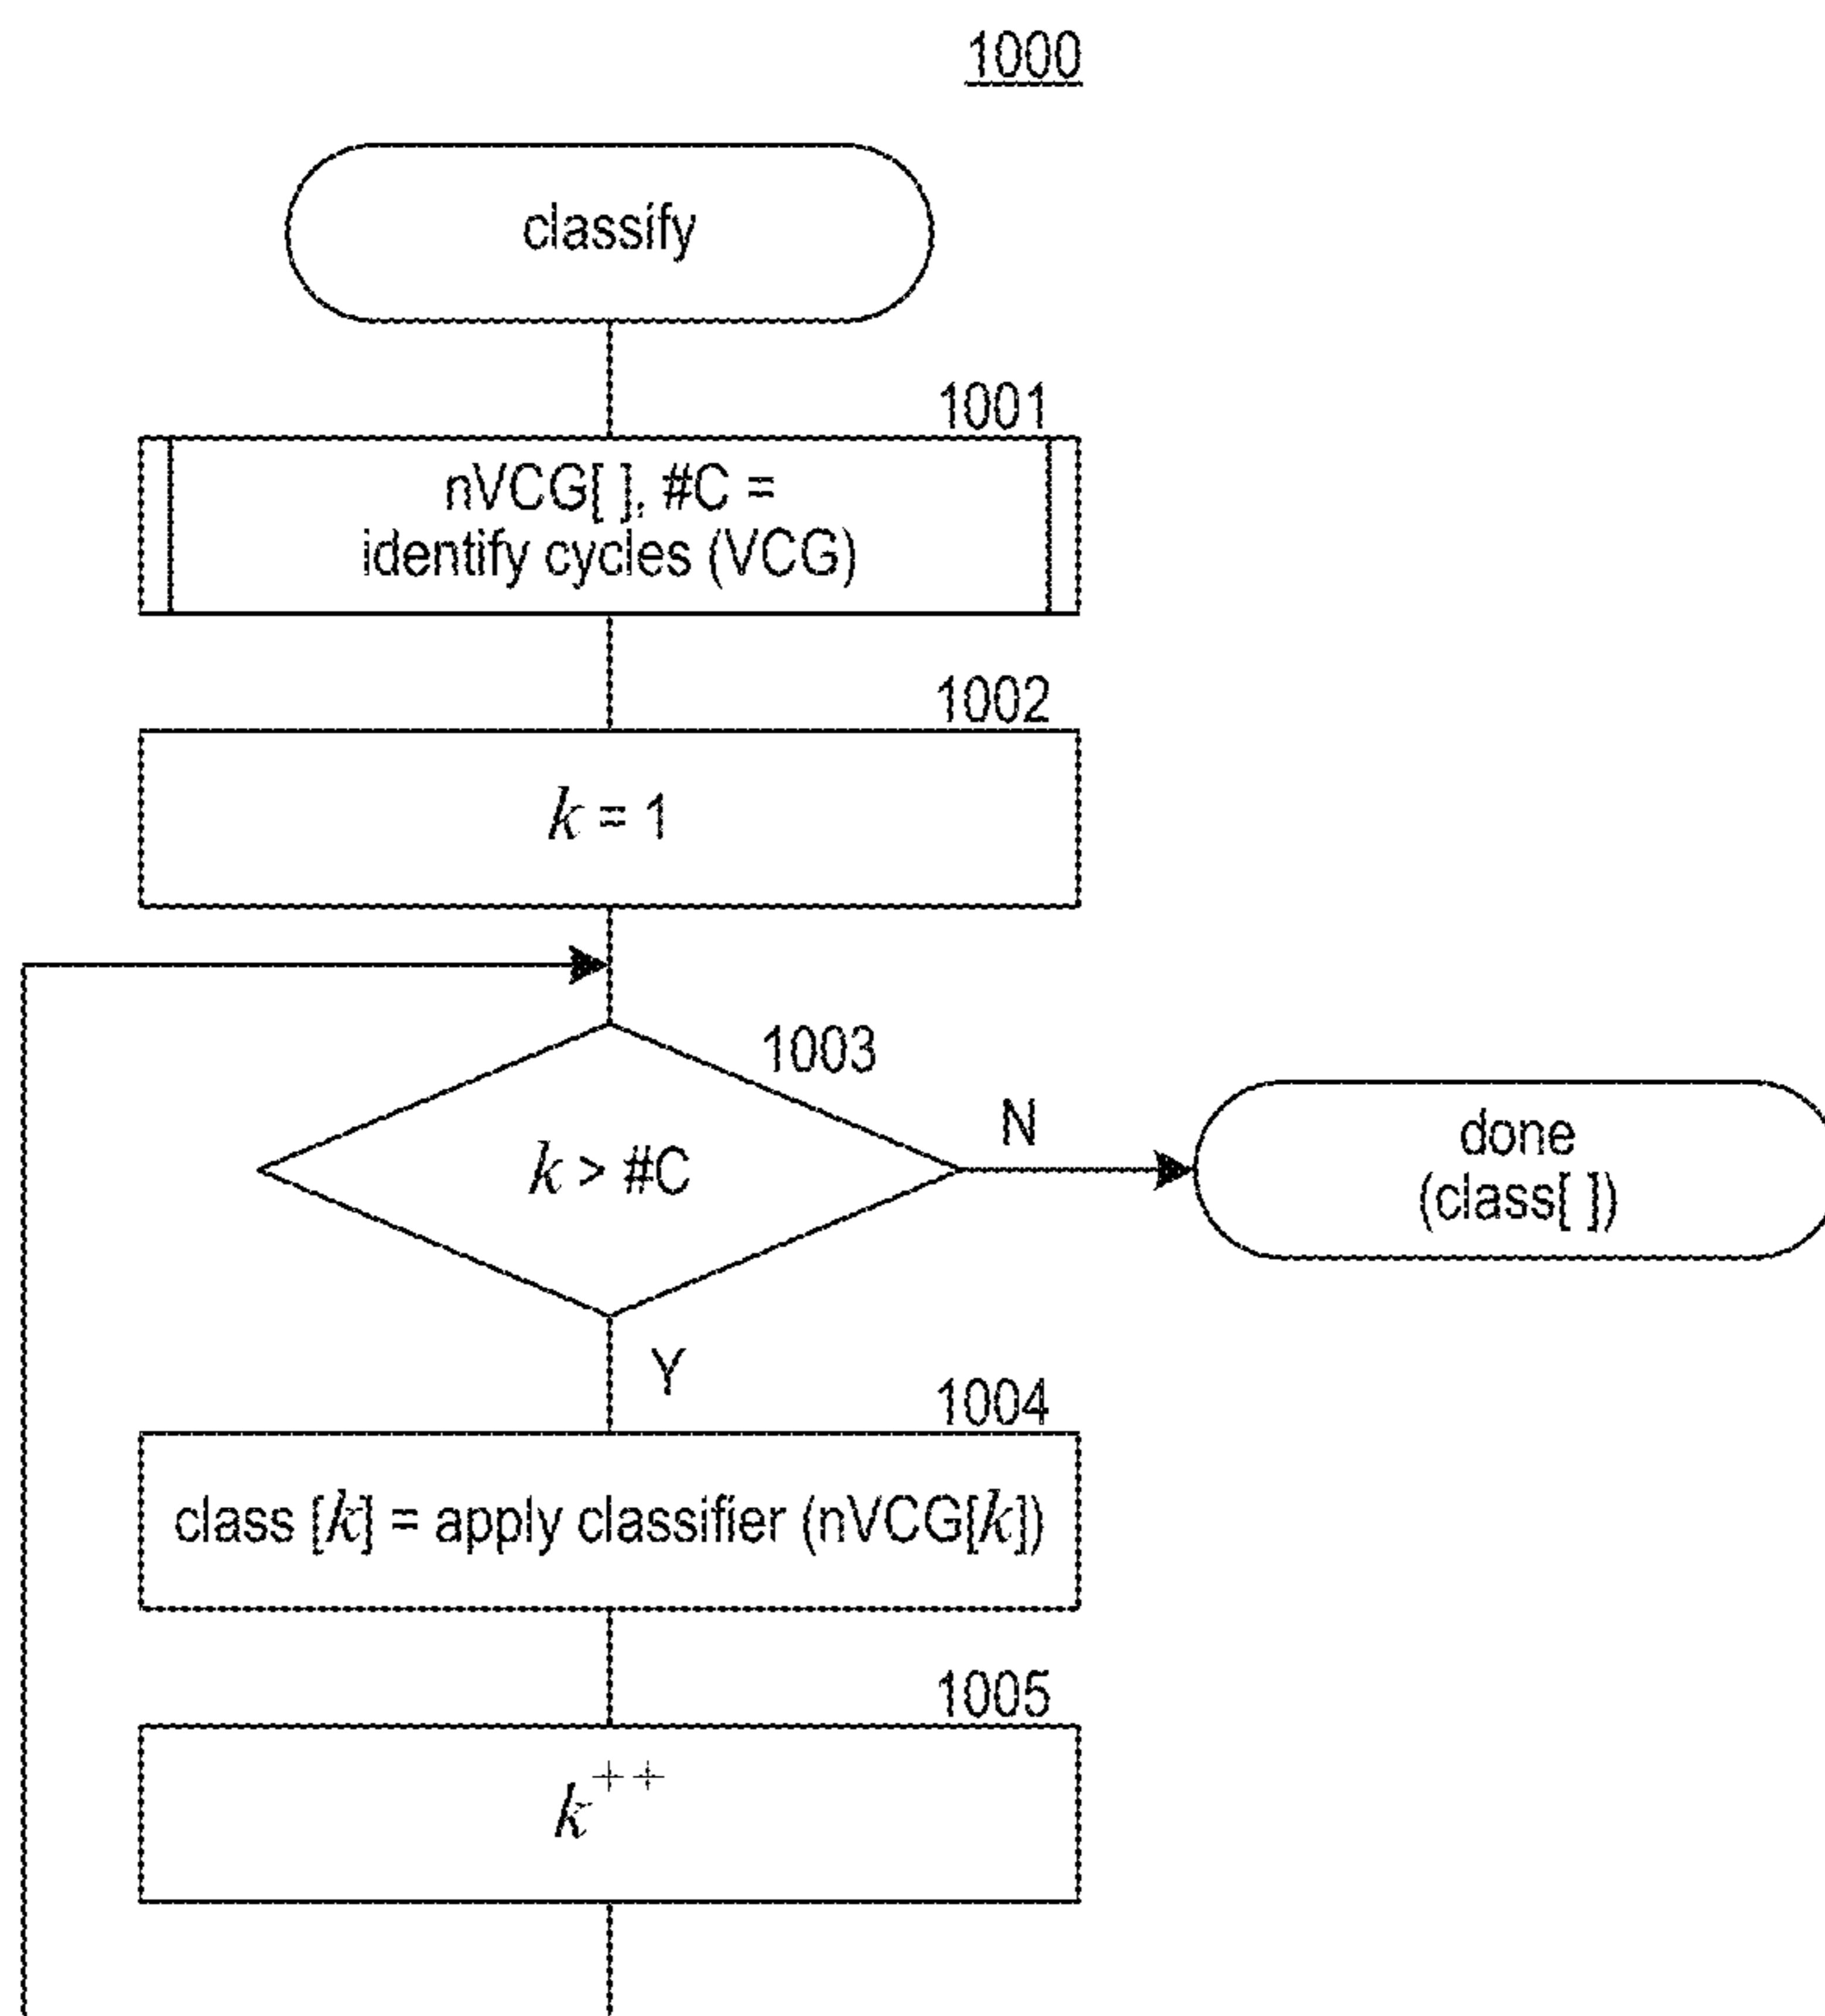 1000
classify
1001
nVCG[ ], #C =
identify cycles (VCG)
1002
k = 1
1003
k > #C
N
done
(class[ ])
Y
1004
class [k] = apply classifier (nVCG[k])
1005
k++